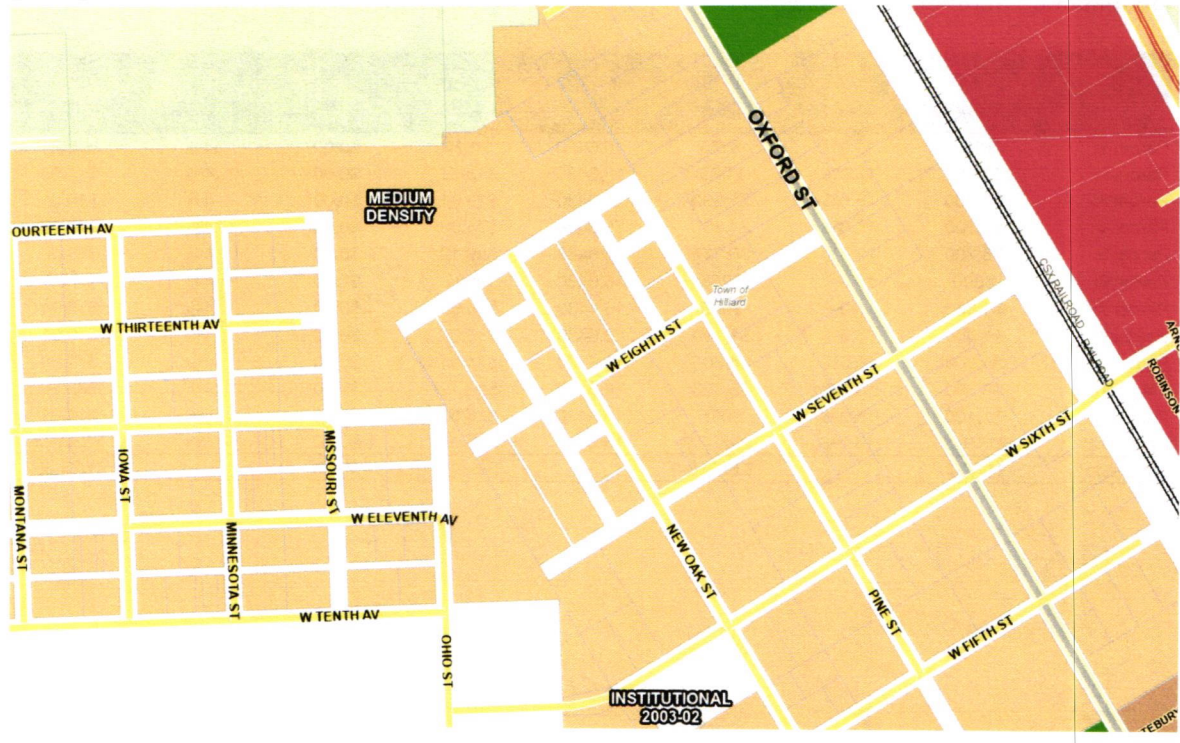 OXFORD ST
MEDIUM
DENSITY
OURTEENTH AV
Town of
Hilliard
CSX RAILROAD
RAILROAD
W THIRTEENTH AV
W EIGHTH ST
ROBINSON
W SEVENTH ST
W SIXTH ST
IOWA ST
MISSOURI ST
MONTANA ST
W ELEVENTH AV
MINNESOTA ST
NEW OAK ST
PINE ST
W TENTH AV
W FIFTH ST
OHIO ST
INSTITUTIONAL
2003-02